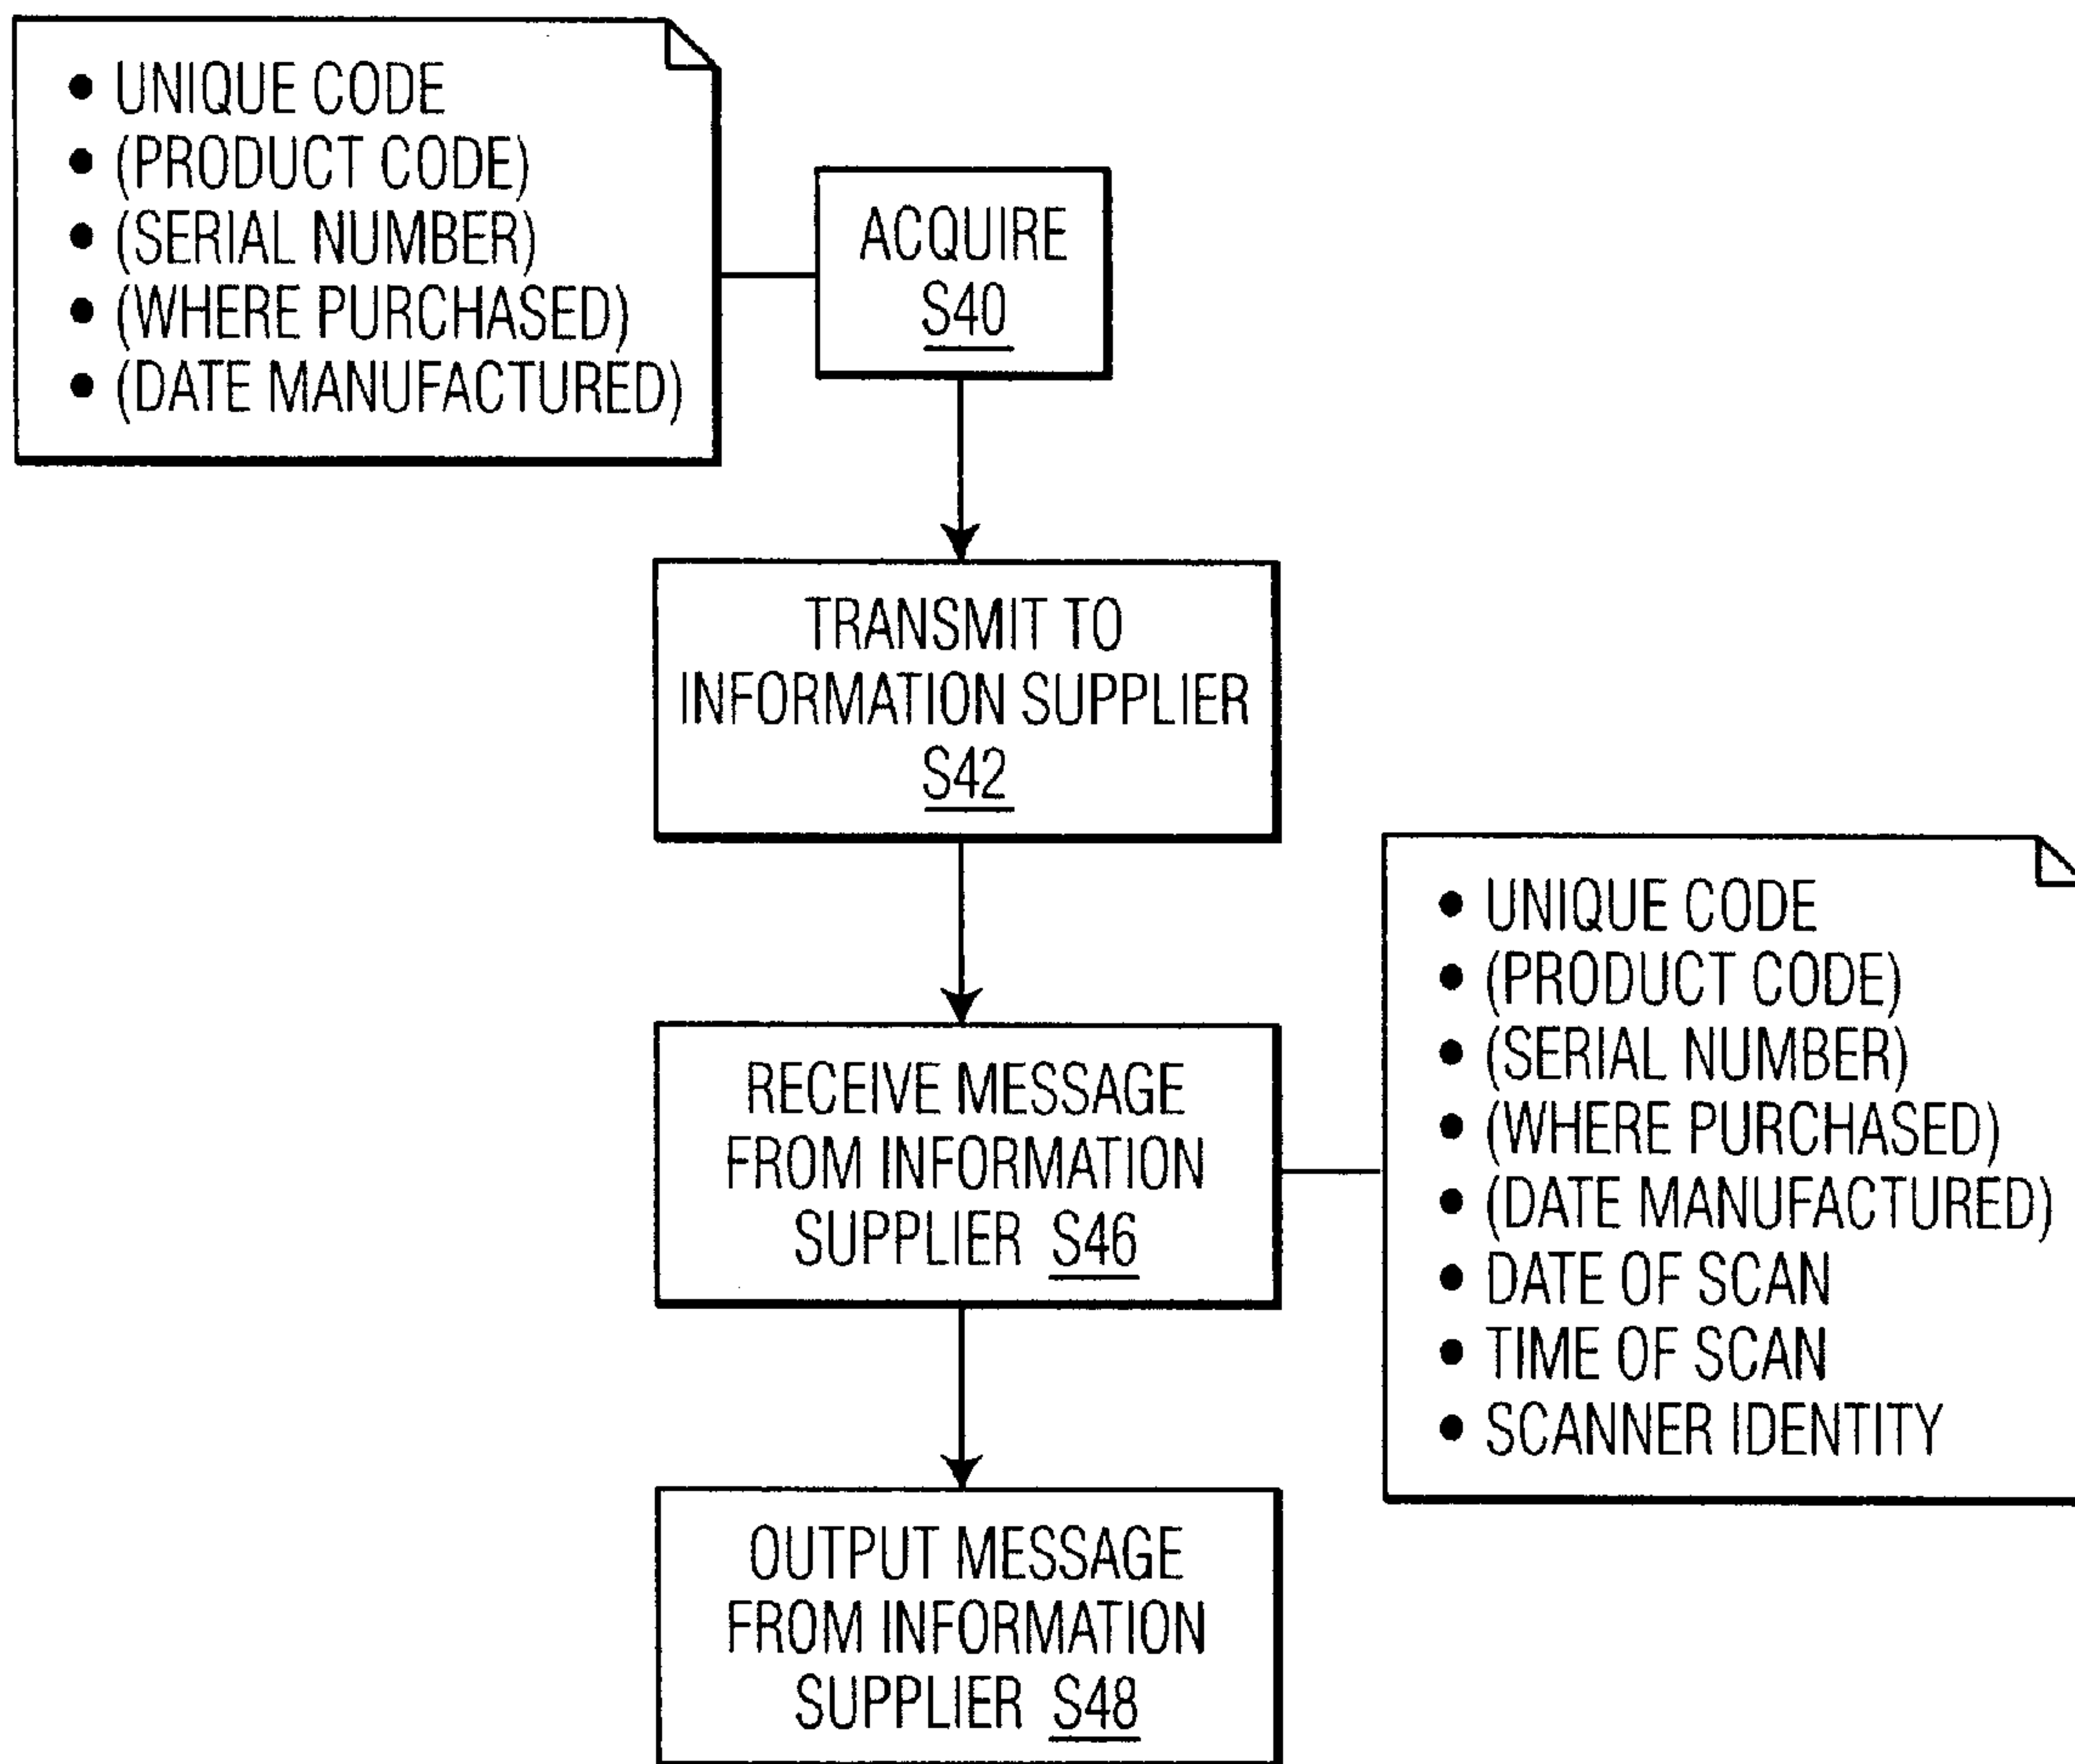 • UNIQUE CODE
• (PRODUCT CODE)
• (SERIAL NUMBER)
• (WHERE PURCHASED)
• (DATE MANUFACTURED)
ACQUIRE
S40
TRANSMIT TO
INFORMATION SUPPLIER
S42
RECEIVE MESSAGE
FROM INFORMATION
SUPPLIER S46
• UNIQUE CODE
• (PRODUCT CODE)
• (SERIAL NUMBER)
• (WHERE PURCHASED)
• (DATE MANUFACTURED)
• DATE OF SCAN
• TIME OF SCAN
• SCANNER IDENTITY
OUTPUT MESSAGE
FROM INFORMATION
SUPPLIER S48